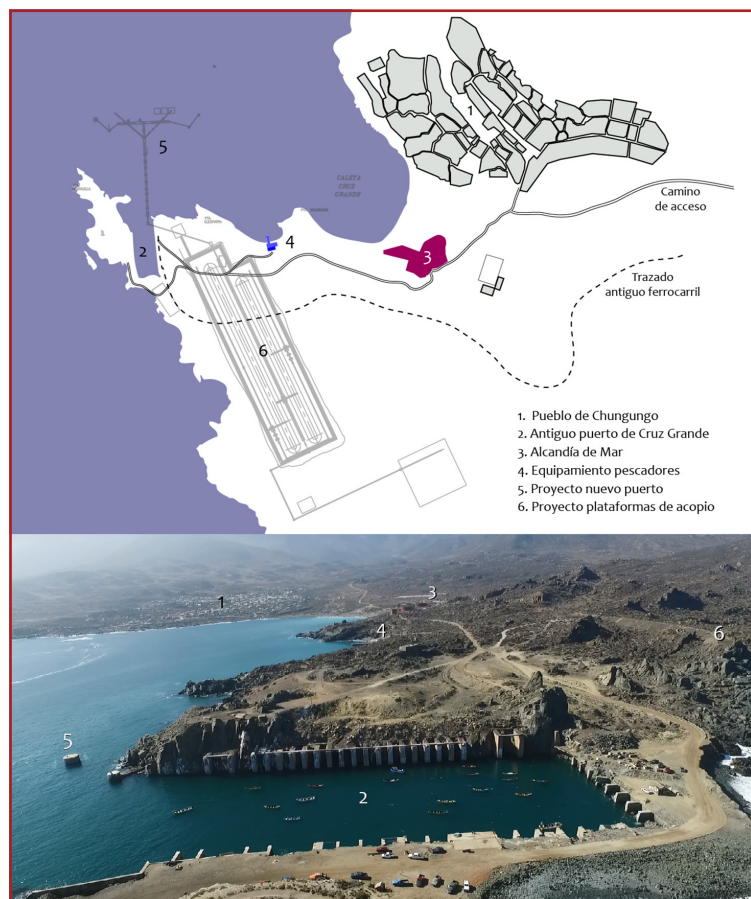 1
5
CALETA
CRUZ
GRANDE
Camino
de acceso
2
4
3
Trazado
antiguo ferrocarril
6
1. Pueblo de Chungungo
2. Antiguo puerto de Cruz Grande
3. Alcandía de Mar
4. Equipamiento pescadores
5. Proyecto nuevo puerto
6. Proyecto plataformas de acopio
1
3
4
6
5
2